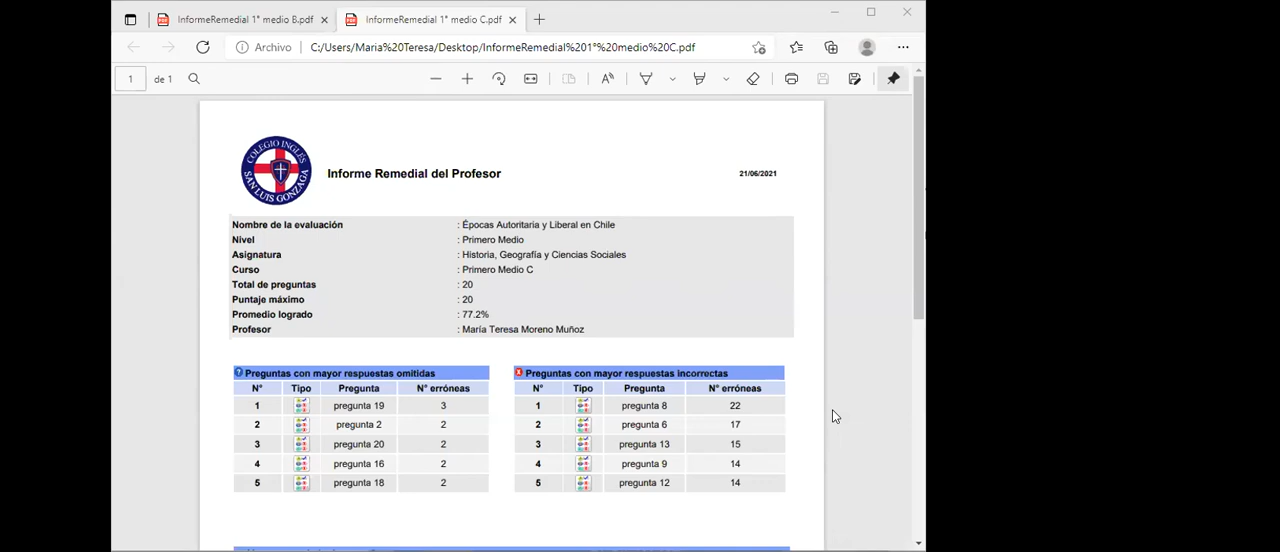 InformeRemedial 1° medio B.pdf
InformeRemedial 1° medio C.pdf
Archivo C:/Users/Maria%20Teresa/Desktop/InformeRemedial%201°%20medio%20C.pdf
1 de 1
COLEGIO INGLÉS
SAN LUIS GONZAGA
Informe Remedial del Profesor
21/06/2021
Nombre de la evaluación : Épocas Autoritaria y Liberal en Chile
Nivel : Primero Medio
Asignatura : Historia, Geografía y Ciencias Sociales
Curso : Primero Medio C
Total de preguntas : 20
Puntaje máximo : 20
Promedio logrado : 77.2%
Profesor : María Teresa Moreno Muñoz
Preguntas con mayor respuestas omitidas
N° Tipo Pregunta N° erróneas
1 pregunta 19 3
2 pregunta 2 2
3 pregunta 20 2
4 pregunta 16 2
5 pregunta 18 2
Preguntas con mayor respuestas incorrectas
N° Tipo Pregunta N° erróneas
1 pregunta 8 22
2 pregunta 6 17
3 pregunta 13 15
4 pregunta 9 14
5 pregunta 12 14